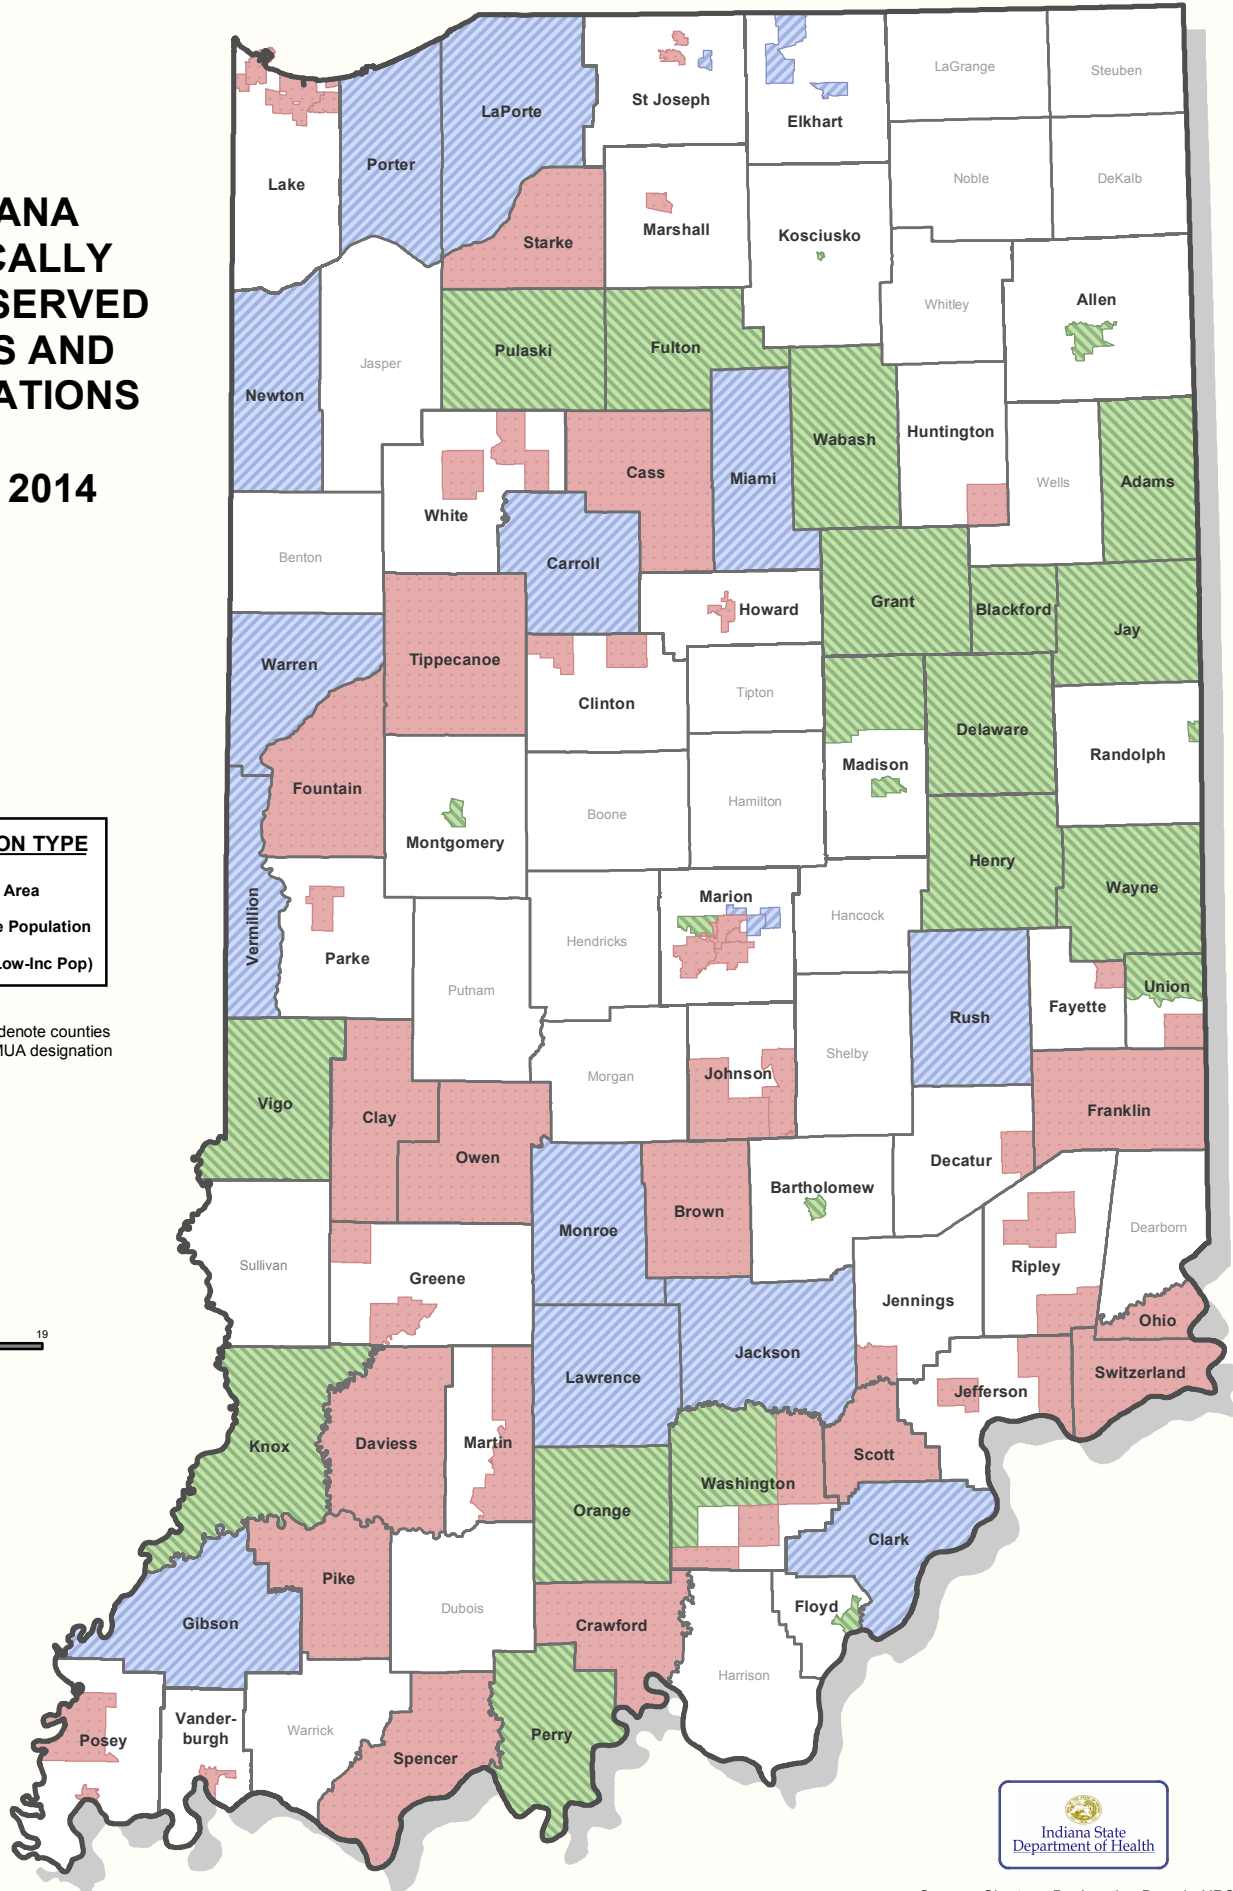 ANA
CALLY
SERVED
S AND
ATIONS
2014
ON TYPE
Area
e Population
Low-Inc Pop)
denote counties
MUA designation
19
LaGrange
Steuben
St Joseph
LaPorte
Elkhart
Porter
Lake
Noble
DeKalb
Marshall
Kosciusko
Starke
Allen
Whitley
Pulaski
Fulton
Jasper
Newton
Huntington
Wabash
Cass
Miami
Wells
Adams
White
Benton
Carroll
Grant
Blackford
Howard
Jay
Warren
Tippecanoe
Tipton
Clinton
Delaware
Randolph
Madison
Fountain
Hamilton
Boone
Montgomery
Henry
Wayne
Marion
Hancock
Vermillion
Hendricks
Parke
Putnam
Union
Fayette
Rush
Shelby
Johnson
Morgan
Vigo
Clay
Franklin
Owen
Decatur
Bartholomew
Brown
Monroe
Dearborn
Sullivan
Greene
Ripley
Jennings
Ohio
Jackson
Lawrence
Switzerland
Jefferson
Knox
Daviess
Martin
Scott
Washington
Orange
Clark
Pike
Dubois
Floyd
Gibson
Crawford
Harrison
Vander-
burgh
Posey
Warrick
Perry
Spencer
Indiana State
Department of Health